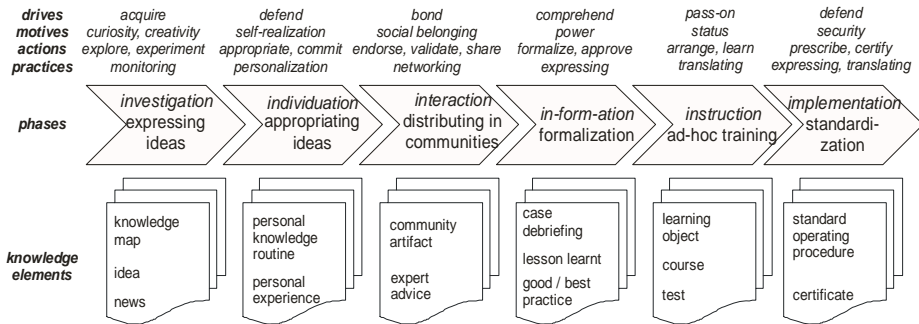 drives acquire defend bond comprehend pass-on defend
motives curiosity, creativity self-realization social belonging power status security
actions explore, experiment appropriate, commit endorse, validate, share formalize, approve arrange, learn prescribe, certify
practices monitoring personalization networking expressing translating expressing, translating
phases
investigation
expressing
ideas
individuation
appropriating
ideas
interaction
distributing in
communities
in-form-ation
formalization
instruction
ad-hoc training
implementation
standardi-
zation
knowledge
elements
knowledge
map
idea
news
personal
knowledge
routine
personal
experience
community
artifact
expert
advice
case
debriefing
lesson learnt
good / best
practice
learning
object
course
test
standard
operating
procedure
certificate